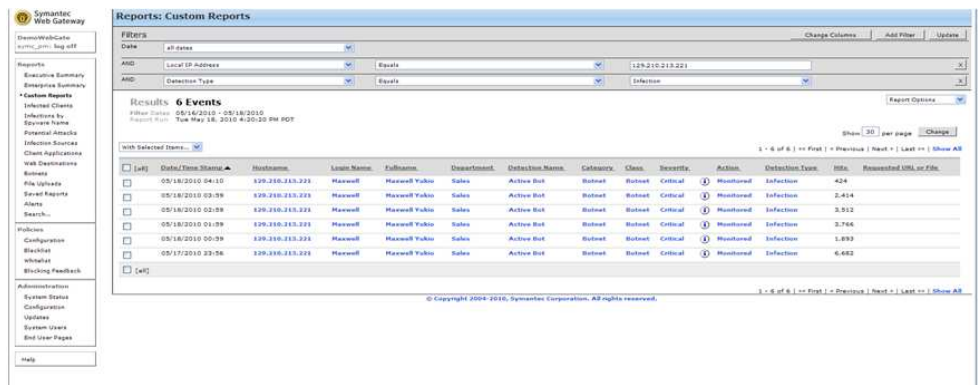 Symantec
Web Gateway
DemoWebGate
symc_pm: log off
Reports
Executive Summary
Enterprise Summary
Custom Reports
Infected Clients
Infections by
Spyware Name
Potential Attacks
Infection Sources
Client Applications
Web Destinations
Botnets
File Uploads
Saved Reports
Alerts
Search...
Policies
Configuration
Blacklist
Whitelist
Blocking Feedback
Administration
System Status
Configuration
Updates
System Users
End User Pages
Help
Reports: Custom Reports
Filters Change Columns Add Filter Update
Date all dates
AND Local IP Address Equals 129.210.213.221 X
AND Detection Type Equals Infection X
Results 6 Events Report Options
Filter Dates 05/16/2010 - 05/18/2010
Report Run: Tue May 18, 2010 4:20:20 PM PDT
Show 30 per page Change
With Selected Items... 1 - 6 of 6 | << First | < Previous | Next > | Last >> | Show All
[all] Date/Time Stamp Hostname Login Name Fullname Department Detection Name Category Class Severity Action Detection Type Hits Requested URL or File
05/18/2010 04:10 129.210.213.221 Maxwell Maxwell Yukio Sales Active Bot Botnet Botnet Critical Monitored Infection 424
05/18/2010 03:59 129.210.213.221 Maxwell Maxwell Yukio Sales Active Bot Botnet Botnet Critical Monitored Infection 2,414
05/18/2010 02:59 129.210.213.221 Maxwell Maxwell Yukio Sales Active Bot Botnet Botnet Critical Monitored Infection 3,512
05/18/2010 01:59 129.210.213.221 Maxwell Maxwell Yukio Sales Active Bot Botnet Botnet Critical Monitored Infection 3,766
05/18/2010 00:59 129.210.213.221 Maxwell Maxwell Yukio Sales Active Bot Botnet Botnet Critical Monitored Infection 1,893
05/17/2010 23:56 129.210.213.221 Maxwell Maxwell Yukio Sales Active Bot Botnet Botnet Critical Monitored Infection 6,682
[all]
1 - 6 of 6 | << First | < Previous | Next > | Last >> | Show All
© Copyright 2004-2010, Symantec Corporation. All rights reserved.